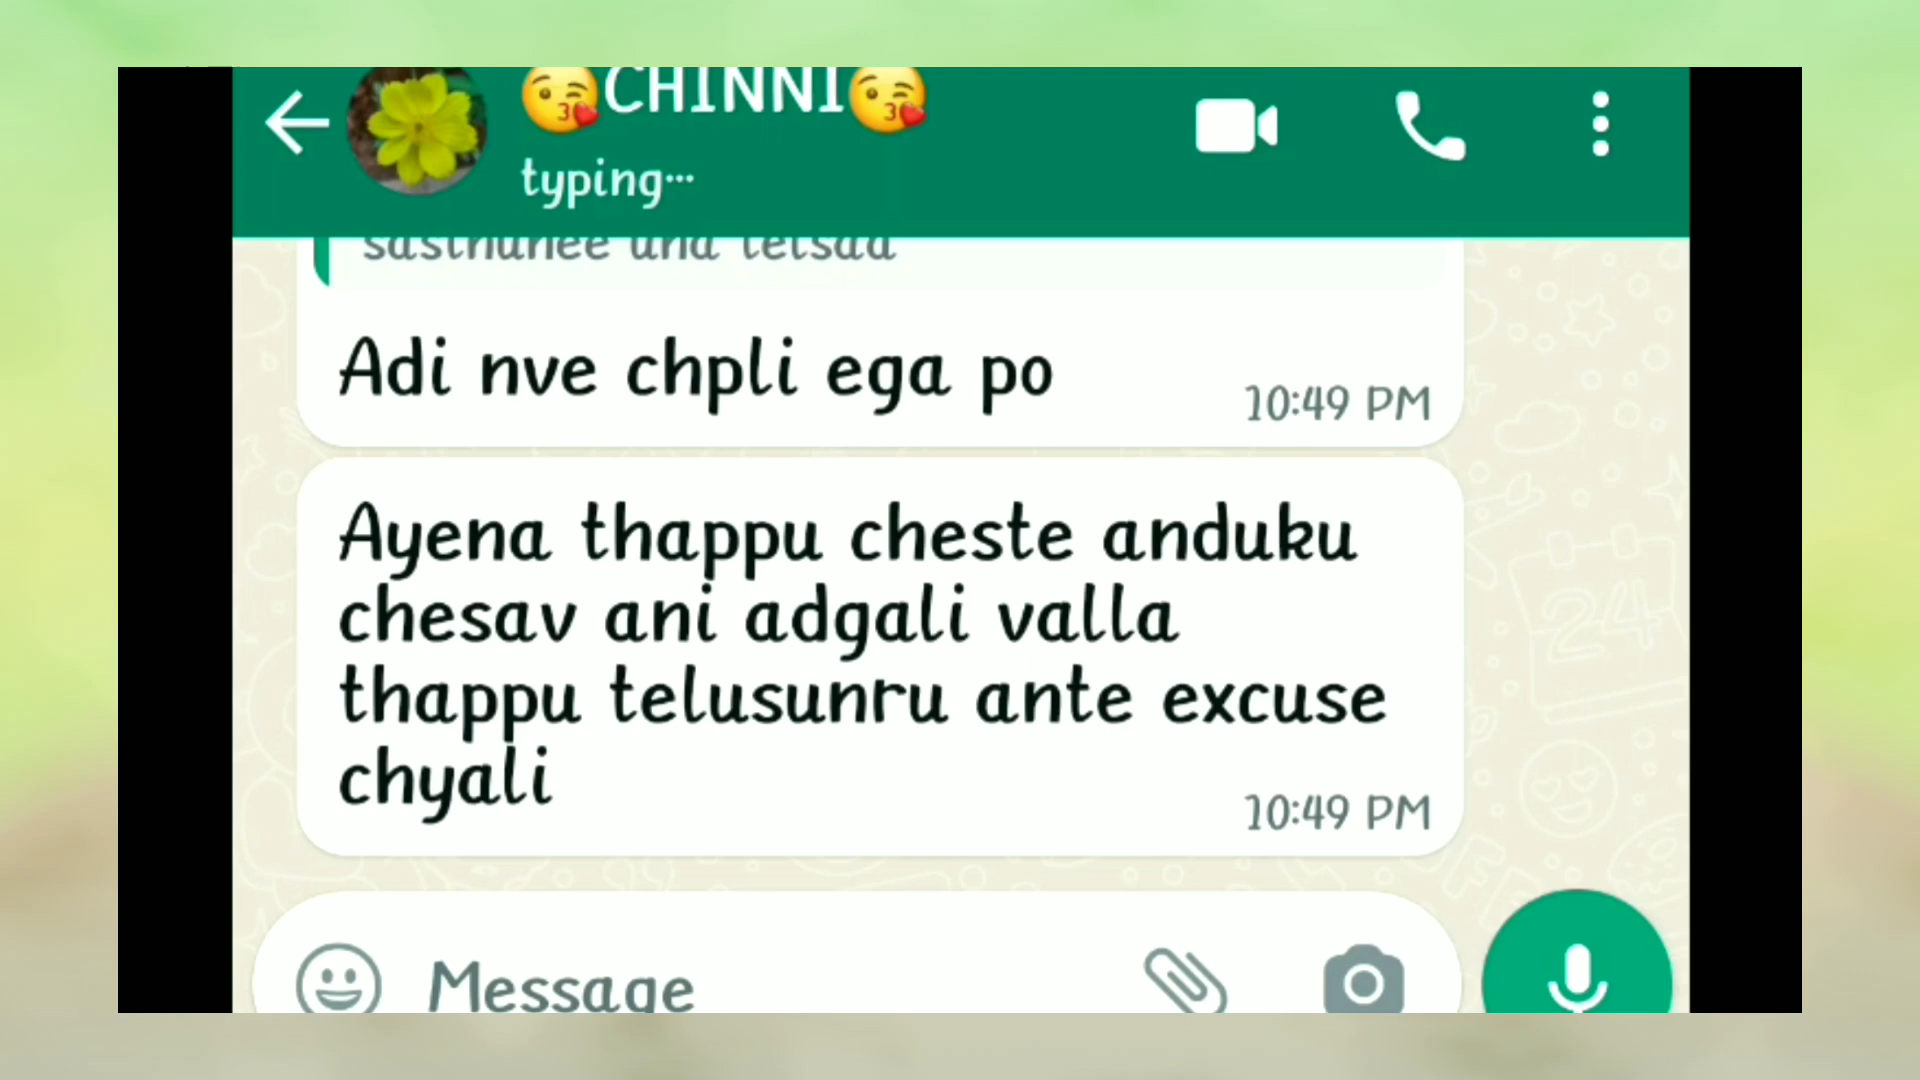 😘CHINNI😘
typing...
Adi nve chpli ega po
10:49 PM
Ayena thappu cheste anduku
chesav ani adgali valla
thappu telusunru ante excuse
chyali
10:49 PM
Message